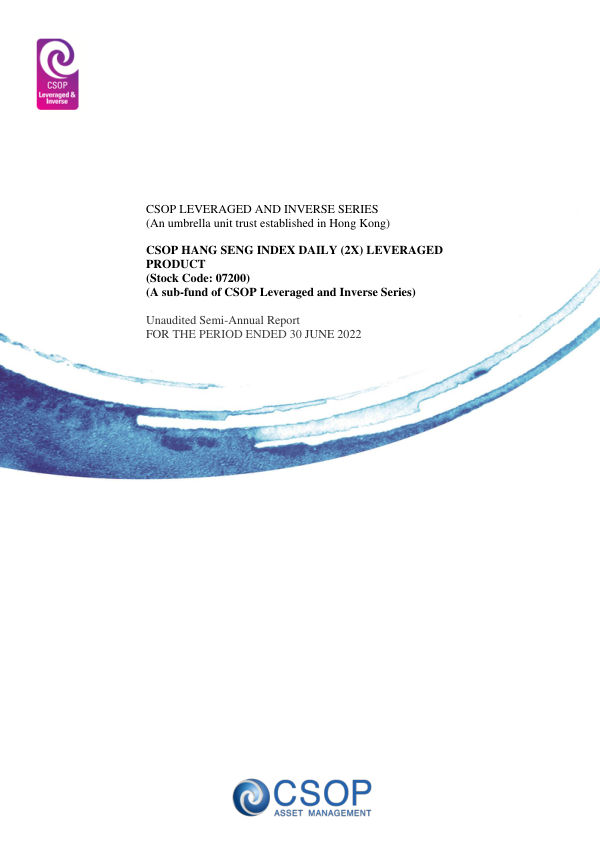 CSOP
Leveraged &
Inverse
CSOP LEVERAGED AND INVERSE SERIES
(An umbrella unit trust established in Hong Kong)
CSOP HANG SENG INDEX DAILY (2X) LEVERAGED
PRODUCT
(Stock Code: 07200)
(A sub-fund of CSOP Leveraged and Inverse Series)
Unaudited Semi-Annual Report
FOR THE PERIOD ENDED 30 JUNE 2022
CSOP
ASSET MANAGEMENT